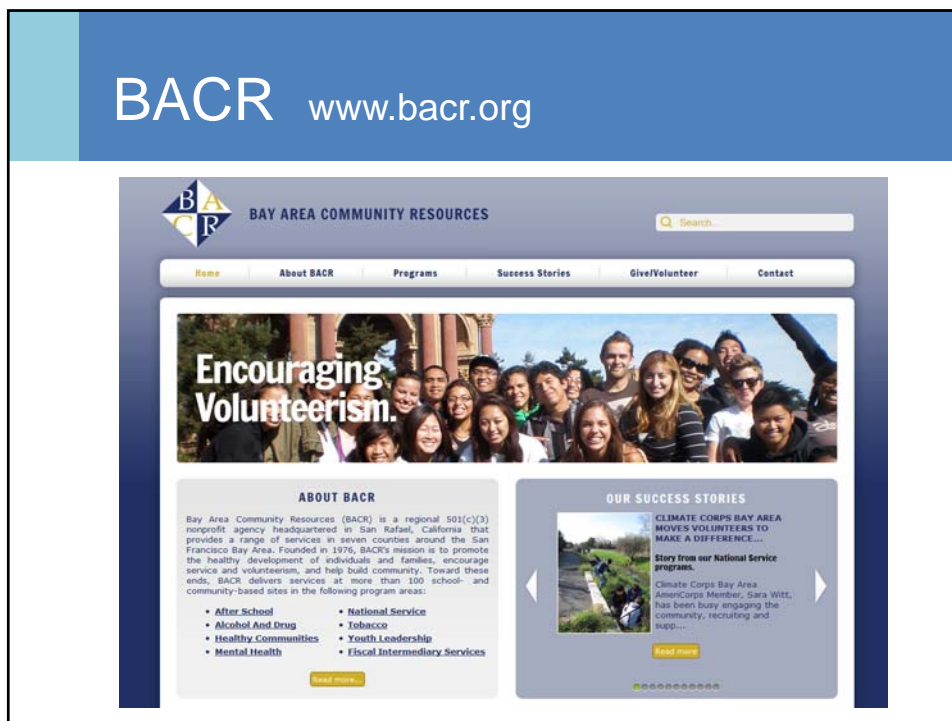 BACR www.bacr.org
B A
C R
BAY AREA COMMUNITY RESOURCES
Search...
Home About BACR Programs Success Stories Give/Volunteer Contact
Encouraging
Volunteerism.
ABOUT BACR
Bay Area Community Resources (BACR) is a regional 501(c)(3)
nonprofit agency headquartered in San Rafael, California that
provides a range of services in seven counties around the San
Francisco Bay Area. Founded in 1976, BACR's mission is to promote
the healthy development of individuals and families, encourage
service and volunteerism, and help build community. Toward these
ends, BACR delivers services at more than 100 school- and
community-based sites in the following program areas:
• After School
• Alcohol And Drug
• Healthy Communities
• Mental Health
• National Service
• Tobacco
• Youth Leadership
• Fiscal Intermediary Services
Read more...
OUR SUCCESS STORIES
CLIMATE CORPS BAY AREA
MOVES VOLUNTEERS TO
MAKE A DIFFERENCE...
Story from our National Service
programs.
Climate Corps Bay Area
AmeriCorps Member, Sara Witt,
has been busy engaging the
community, recruiting and
supp...
Read more